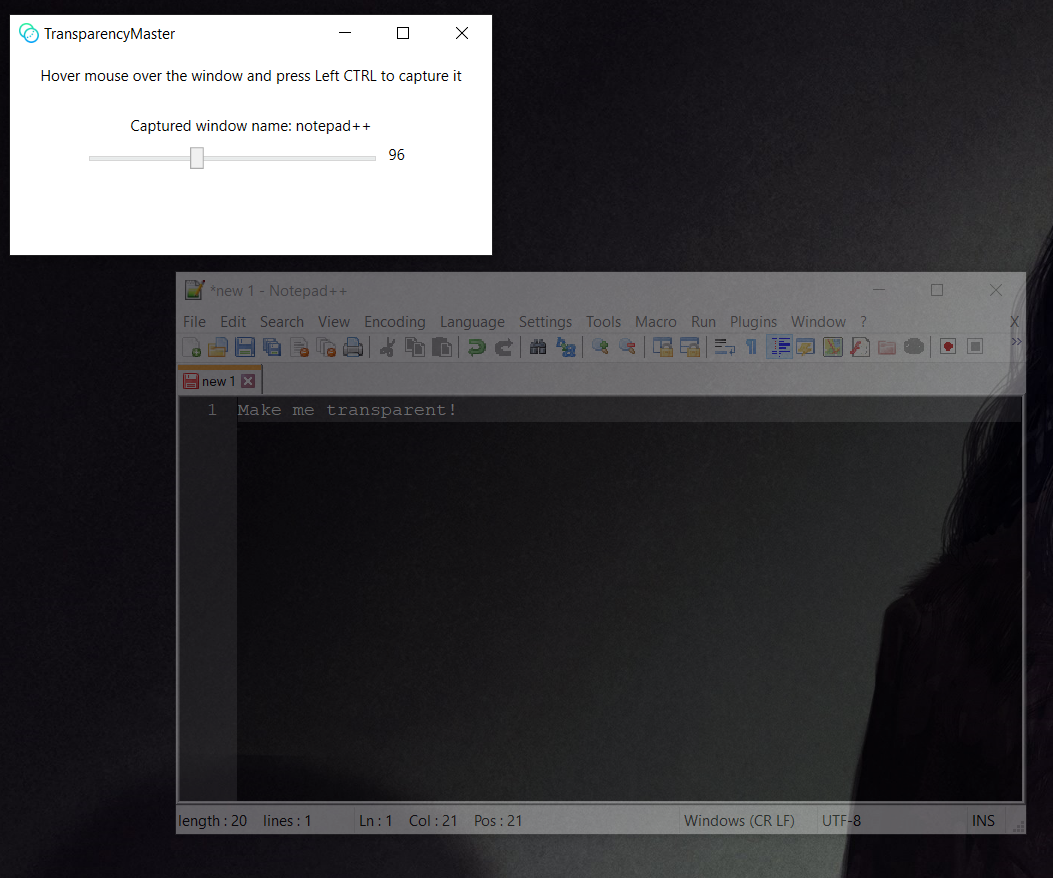 TransparencyMaster
Hover mouse over the window and press Left CTRL to capture it
Captured window name: notepad++
96
*new 1 - Notepad++
File Edit Search View Encoding Language Settings Tools Macro Run Plugins Window ? X
new 1
1 Make me transparent!
length : 20 lines : 1 Ln : 1 Col : 21 Pos : 21 Windows (CR LF) UTF-8 INS